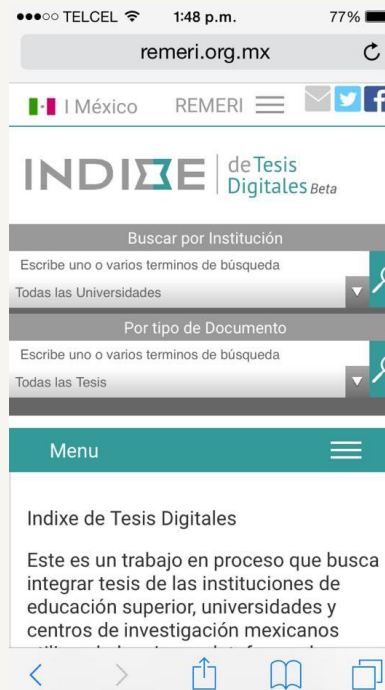 TELCEL 1:48 p.m. 77%
remeri.org.mx
I México REMERI
INDIXE de Tesis
Digitales Beta
Buscar por Institución
Escribe uno o varios terminos de búsqueda
Todas las Universidades
Por tipo de Documento
Escribe uno o varios terminos de búsqueda
Todas las Tesis
Menu
Indixe de Tesis Digitales
Este es un trabajo en proceso que busca
integrar tesis de las instituciones de
educación superior, universidades y
centros de investigación mexicanos